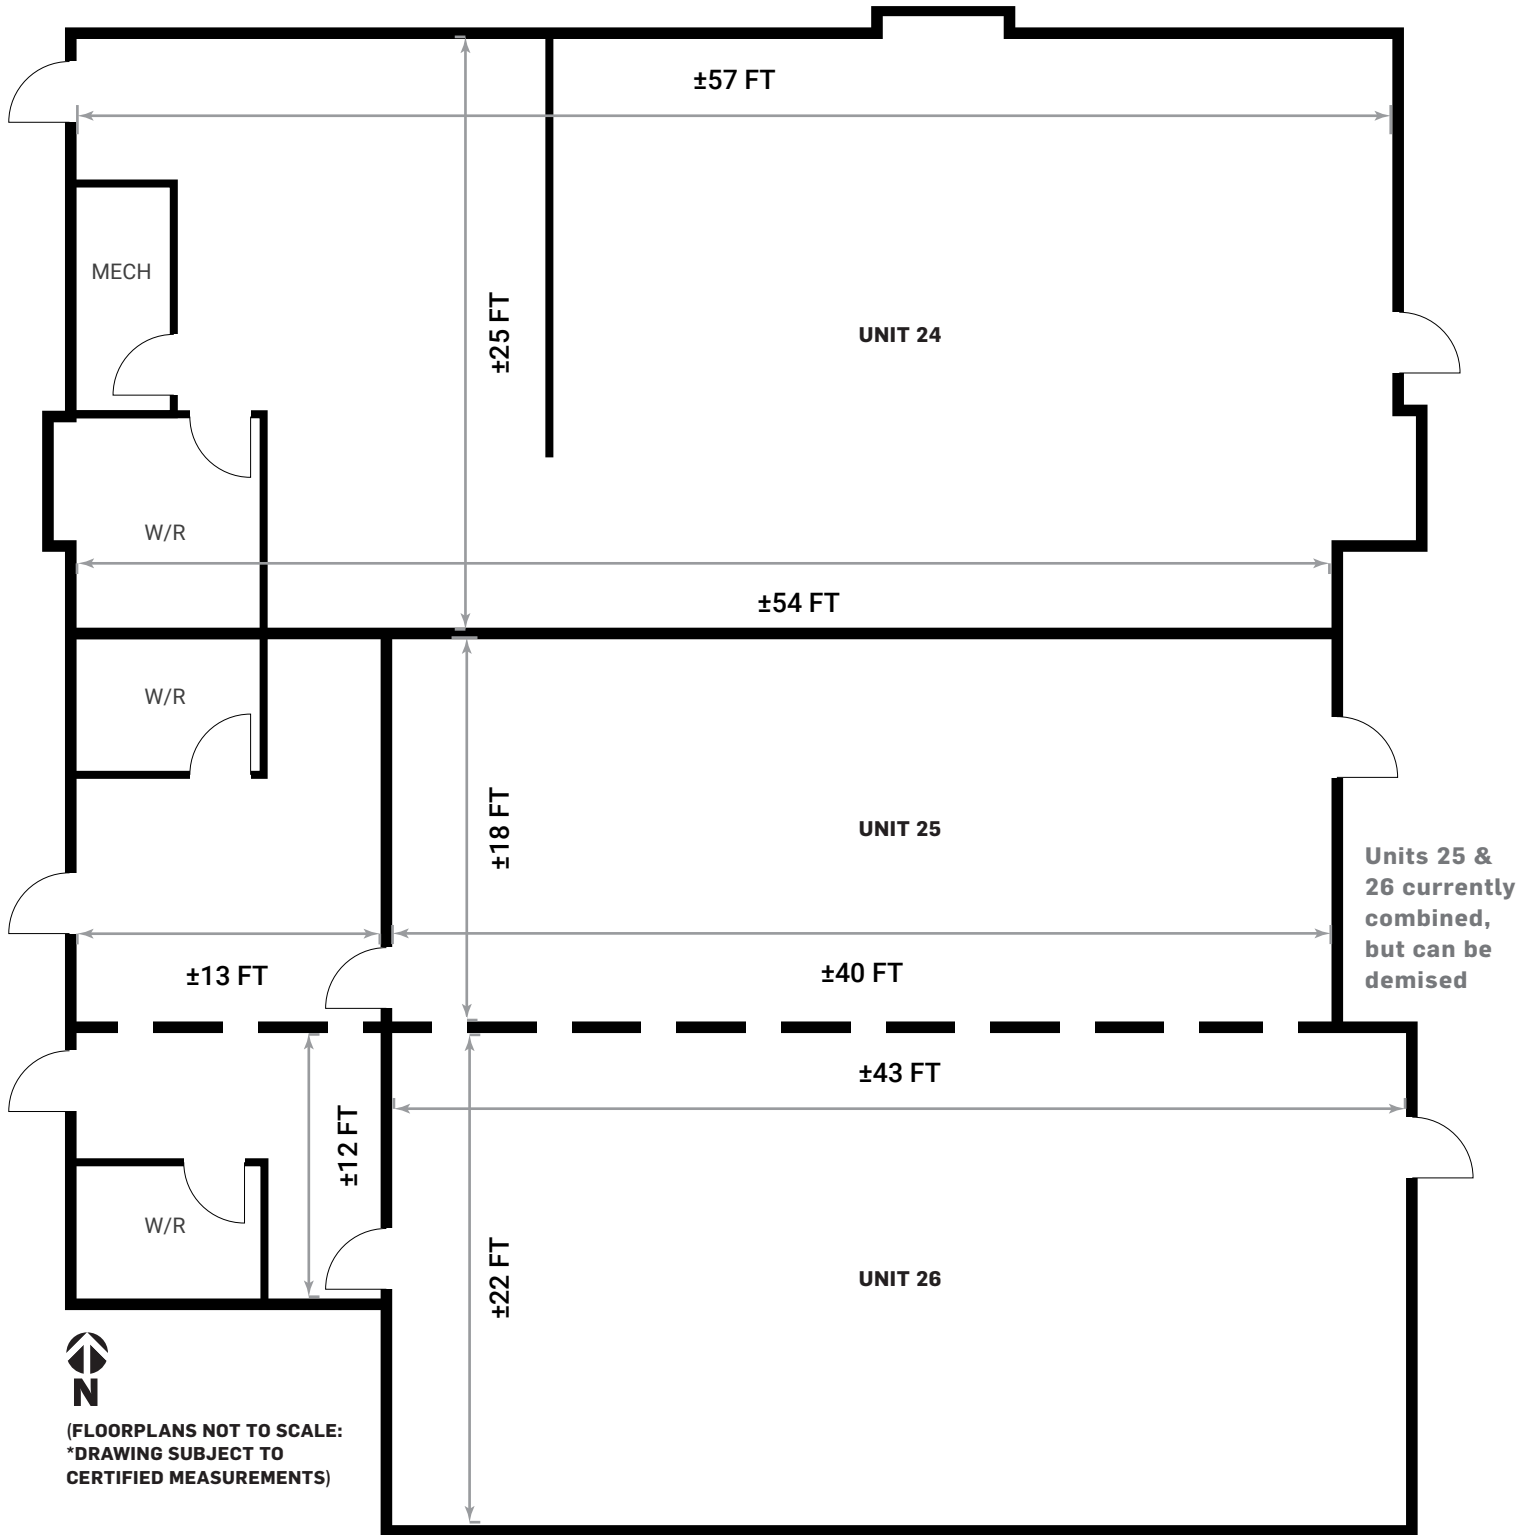 ±57 FT
MECH
±25 FT
UNIT 24
W/R
±54 FT
W/R
±18 FT
UNIT 25
Units 25 &
26 currently
combined,
but can be
demised
±13 FT
±40 FT
±43 FT
±12 FT
W/R
±22 FT
UNIT 26
N
(FLOORPLANS NOT TO SCALE:
*DRAWING SUBJECT TO
CERTIFIED MEASUREMENTS)